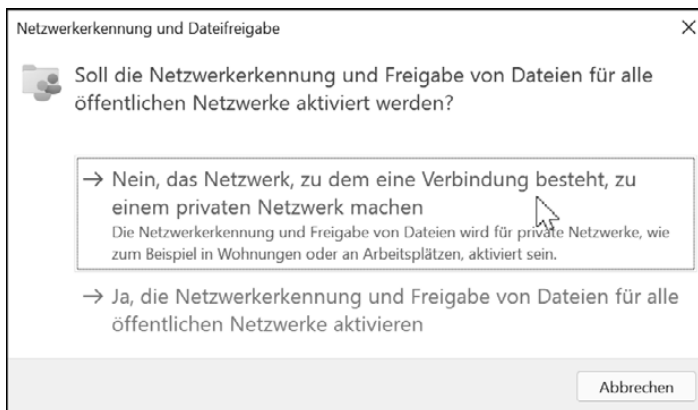 Netzwerkerkennung und Dateifreigabe
Soll die Netzwerkerkennung und Freigabe von Dateien für alle
öffentlichen Netzwerke aktiviert werden?
Nein, das Netzwerk, zu dem eine Verbindung besteht, zu
einem privaten Netzwerk machen
Die Netzwerkerkennung und Freigabe von Dateien wird für private Netzwerke, wie
zum Beispiel in Wohnungen oder an Arbeitsplätzen, aktiviert sein.
Ja, die Netzwerkerkennung und Freigabe von Dateien für alle
öffentlichen Netzwerke aktivieren
Abbrechen